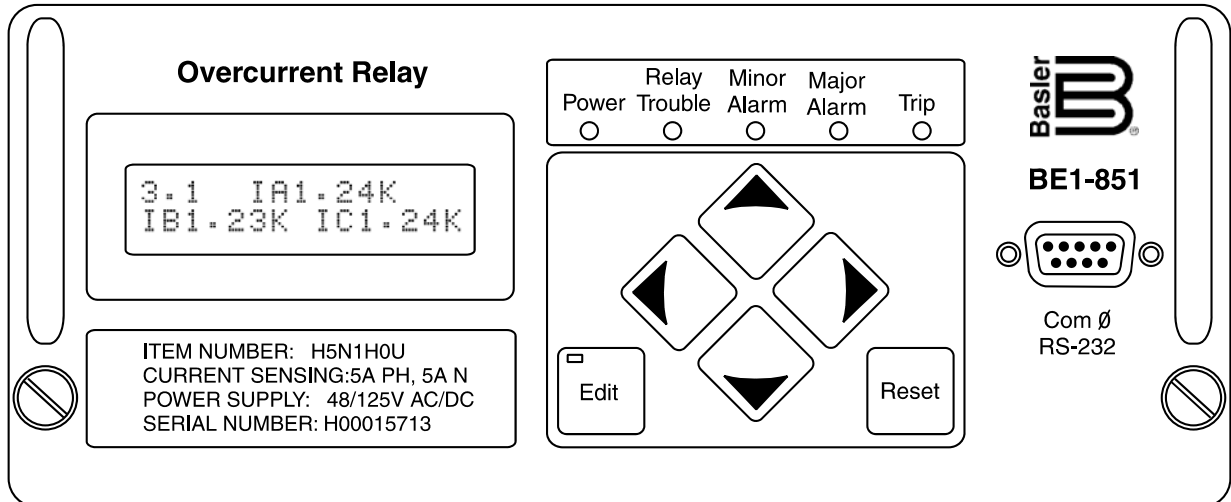 Overcurrent Relay
3.1 IA1.24K
IB1.23K IC1.24K
ITEM NUMBER: H5N1H0U
CURRENT SENSING:5A PH, 5A N
POWER SUPPLY: 48/125V AC/DC
SERIAL NUMBER: H00015713
Power
Relay
Trouble
Minor
Alarm
Major
Alarm
Trip
Edit
Reset
Basler
B
®
BE1-851
Com Ø
RS-232